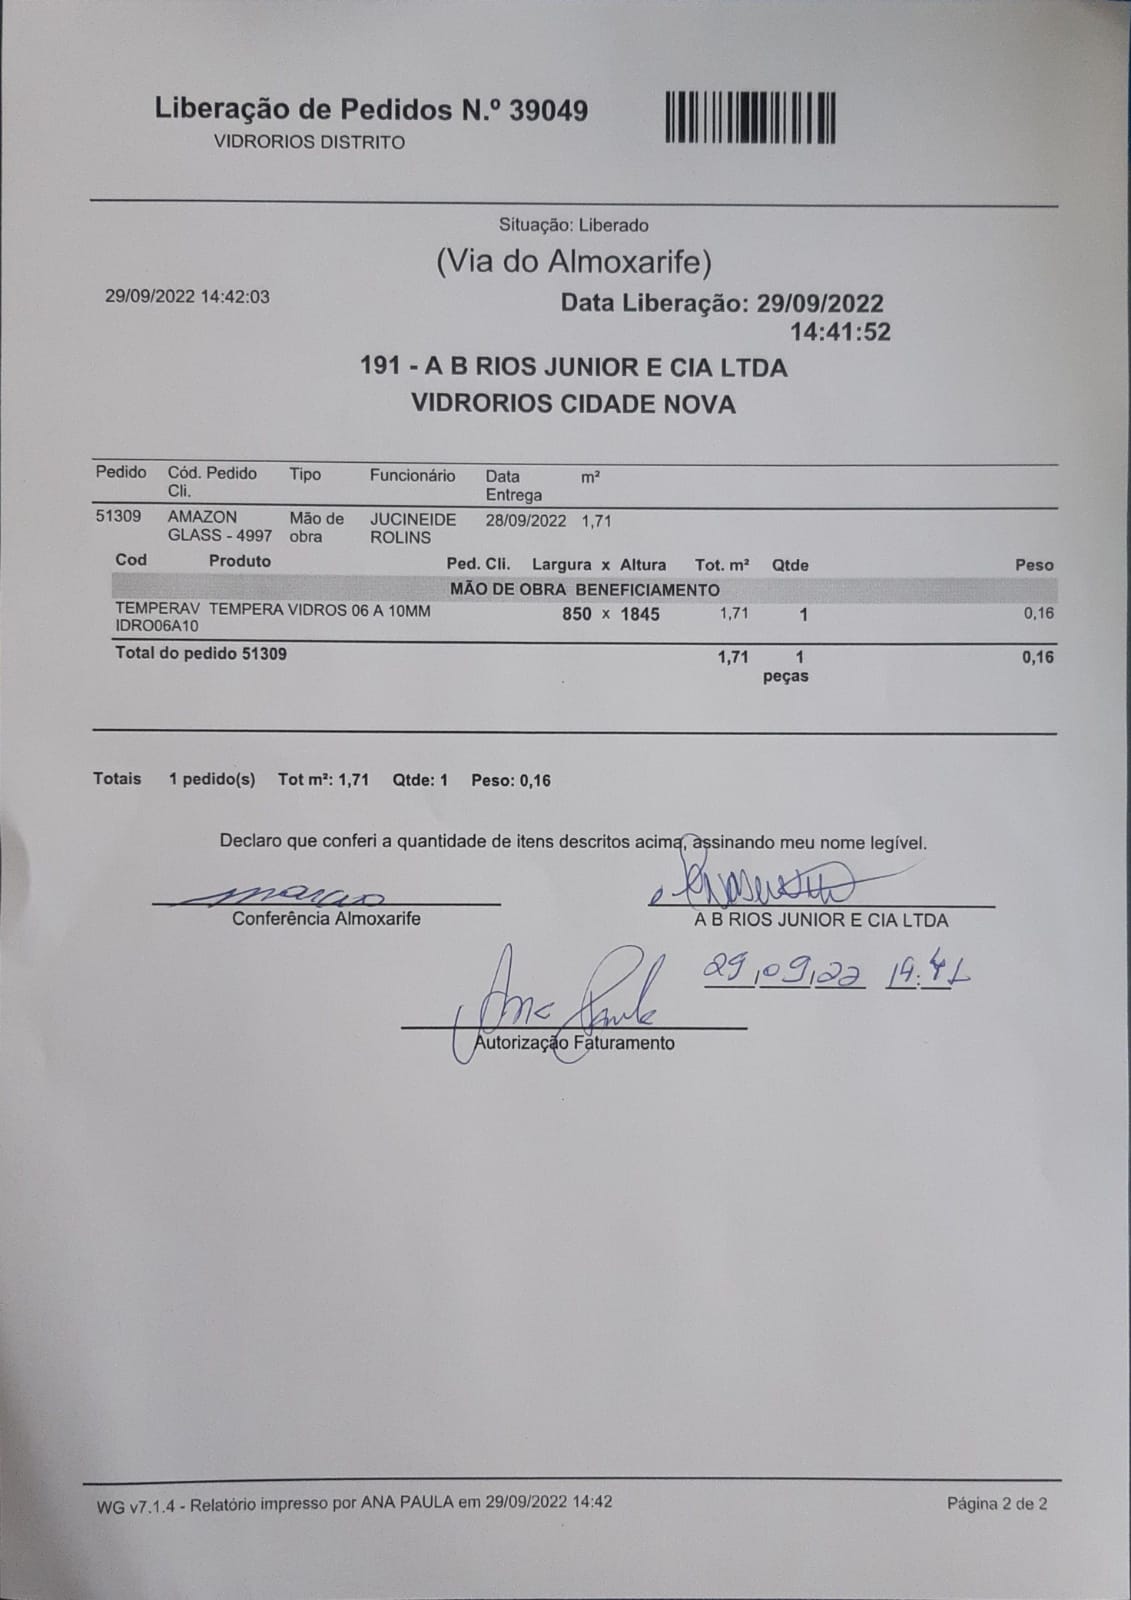 Liberação de Pedidos N.º 39049
VIDRORIOS DISTRITO
Situação: Liberado
(Via do Almoxarife)
29/09/2022 14:42:03
Data Liberação: 29/09/2022
14:41:52
191 - A B RIOS JUNIOR E CIA LTDA
VIDRORIOS CIDADE NOVA
Pedido Cód. Pedido Tipo Funcionário Data m²
Cli. Entrega
51309 AMAZON Mão de JUCINEIDE 28/09/2022 1,71
GLASS - 4997 obra ROLINS
Cod Produto Ped. Cli. Largura x Altura Tot. m² Qtde Peso
MÃO DE OBRA BENEFICIAMENTO
TEMPERAV TEMPERA VIDROS 06 A 10MM 850 x 1845 1,71 1 0,16
IDRO06A10
Total do pedido 51309 1,71 1 0,16
peças
Totais 1 pedido(s) Tot m²: 1,71 Qtde: 1 Peso: 0,16
Declaro que conferi a quantidade de itens descritos acima, assinando meu nome legível.
Conferência Almoxarife A B RIOS JUNIOR E CIA LTDA
29,09,22
Ana Paula
Autorização Faturamento
WG v7.1.4 - Relatório impresso por ANA PAULA em 29/09/2022 14:42 Página 2 de 2